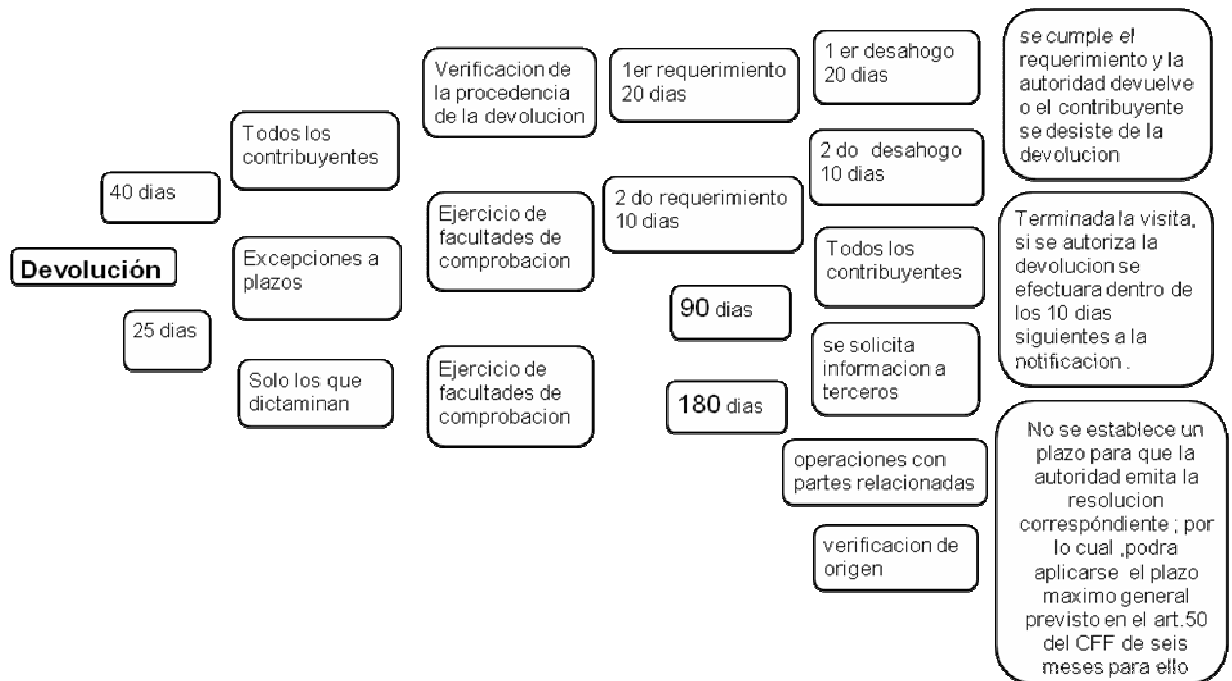 Devolución
40 dias
25 dias
Todos los
contribuyentes
Excepciones a
plazos
Solo los que
dictaminan
Verificacion de
la procedencia
de la devolucion
Ejercicio de
facultades de
comprobacion
Ejercicio de
facultades de
comprobacion
1er requerimiento
20 dias
2 do requerimiento
10 dias
90 dias
180 dias
1 er desahogo
20 dias
2 do desahogo
10 dias
Todos los
contribuyentes
se solicita
informacion a
terceros
operaciones con
partes relacionadas
verificacion de
origen
se cumple el
requerimiento y la
autoridad devuelve
o el contribuyente
se desiste de la
devolucion
Terminada la visita,
si se autoriza la
devolucion se
efectuara dentro de
los 10 dias
siguientes a la
notificacion .
No se establece un
plazo para que la
autoridad emita la
resolucion
correspóndiente ; por
lo cual ,podra
aplicarse el plazo
maximo general
previsto en el art.50
del CFF de seis
meses para ello